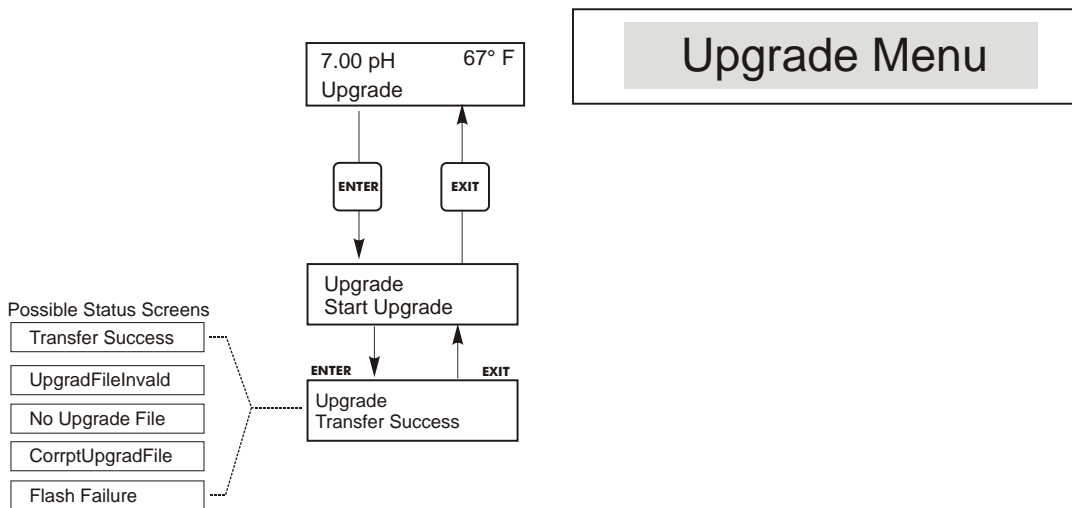 Upgrade Menu
7.00 pH 67° F
Upgrade
ENTER EXIT
Upgrade
Start Upgrade
ENTER EXIT
Upgrade
Transfer Success
Possible Status Screens
Transfer Success
UpgradFileInvald
No Upgrade File
CorrptUpgradFile
Flash Failure